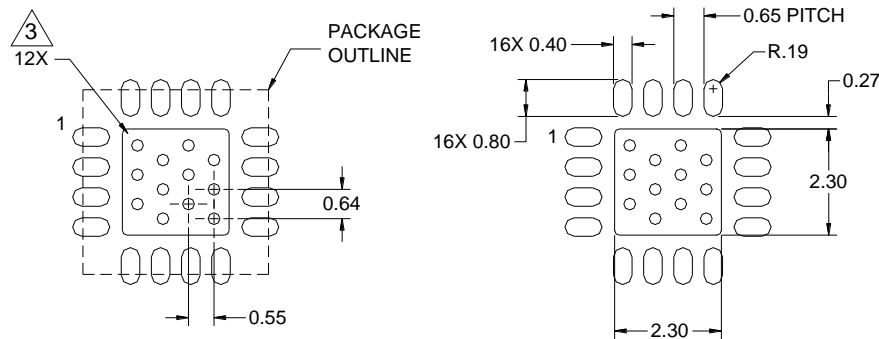 3
12X
PACKAGE
OUTLINE
1
0.64
0.55
0.65 PITCH
16X 0.40
R.19
0.27
16X 0.80
1
2.30
2.30